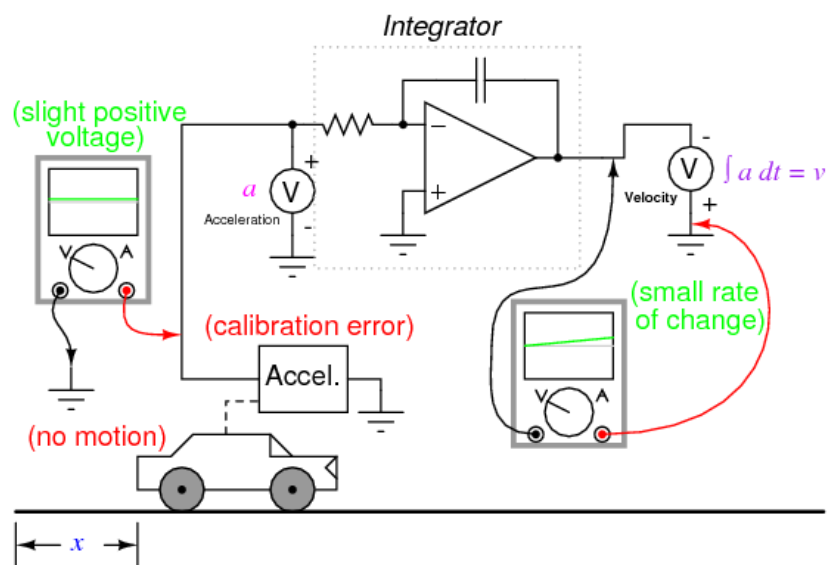 Integrator
(slight positive
voltage)
−
+
a
V
+
-
Acceleration
V
A
Velocity
V
-
+
∫ a dt = v
(small rate
of change)
V
A
(calibration error)
Accel.
(no motion)
x